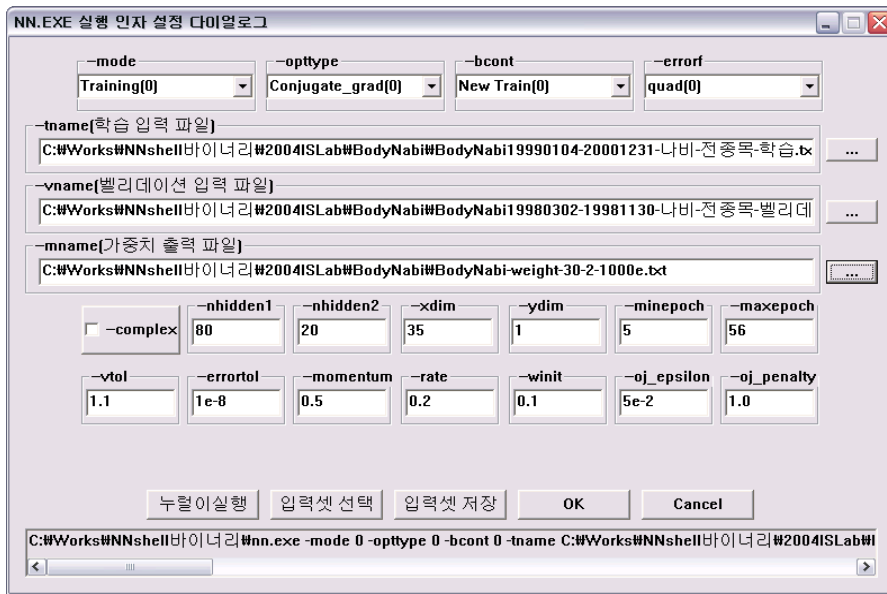 NN.EXE 실행 인자 설정 다이얼로그
-mode -opttype -bcont -errorf
Training(0) Conjugate_grad(0) New Train(0) quad(0)
-tname(학습 입력 파일)
C:₩Works₩NNshell바이너리₩2004ISLab₩BodyNabi₩BodyNabi19990104-20001231-나비-전종목-학습.tx ...
-vname(벨리데이션 입력 파일)
C:₩Works₩NNshell바이너리₩2004ISLab₩BodyNabi₩BodyNabi19980302-19981130-나비-전종목-벨리데 ...
-mname(가중치 출력 파일)
C:₩Works₩NNshell바이너리₩2004ISLab₩BodyNabi₩BodyNabi-weight-30-2-1000e.txt ...
-complex -nhidden1 -nhidden2 -xdim -ydim -minepoch -maxepoch
80 20 35 1 5 56
-vtol -errortol -momentum -rate -winit -oj_epsilon -oj_penalty
1.1 1e-8 0.5 0.2 0.1 5e-2 1.0
누럴이실행 입력셋 선택 입력셋 저장 OK Cancel
C:₩Works₩NNshell바이너리₩nn.exe -mode 0 -opttype 0 -bcont 0 -tname C:₩Works₩NNshell바이너리₩2004ISLab₩